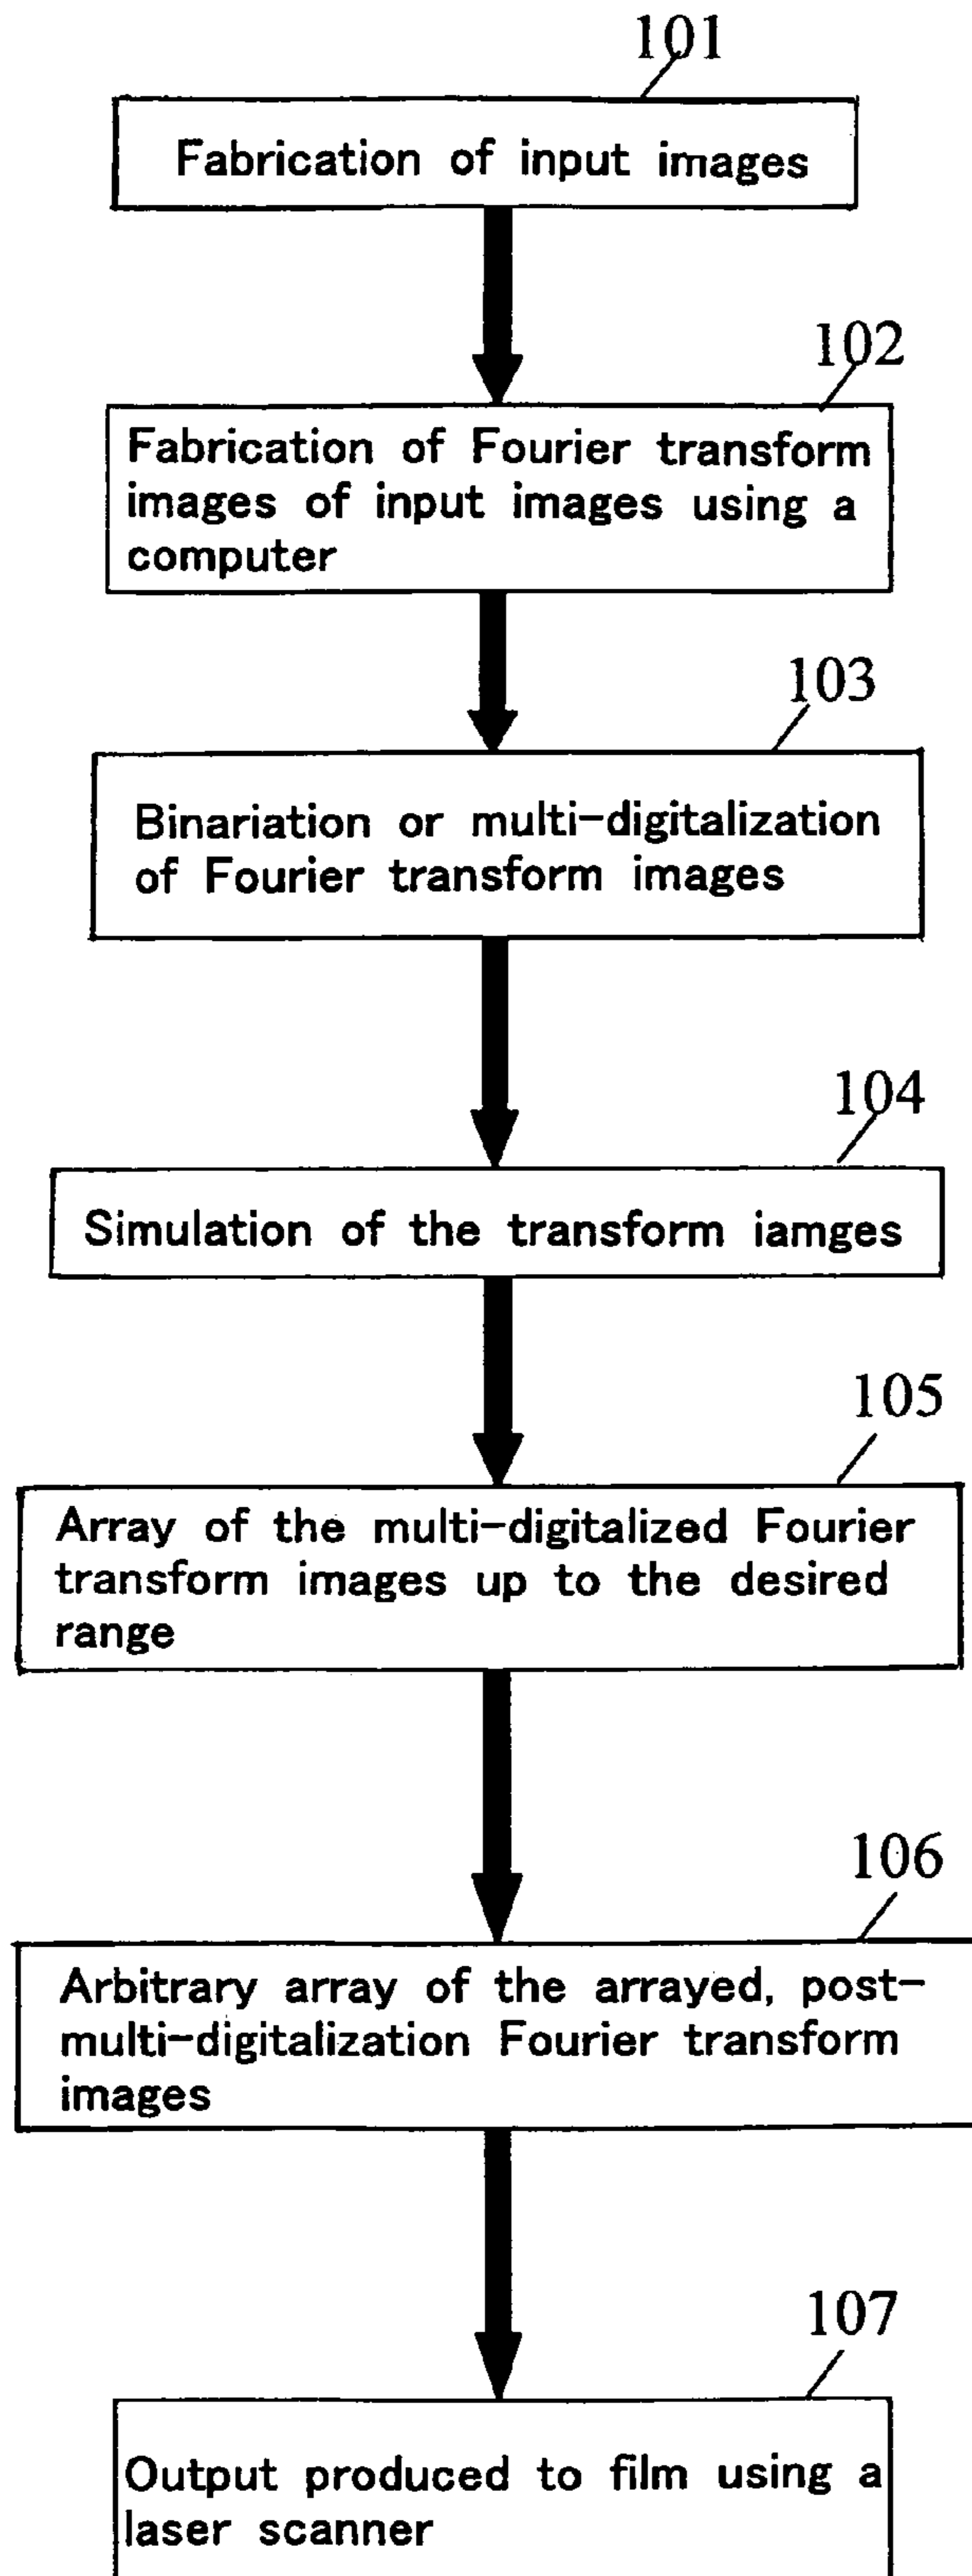 101
Fabrication of input images
102
Fabrication of Fourier transform
images of input images using a
computer
103
Binariation or multi-digitalization
of Fourier transform images
104
Simulation of the transform iamges
105
Array of the multi-digitalized Fourier
transform images up to the desired
range
106
Arbitrary array of the arrayed, post-
multi-digitalization Fourier transform
images
107
Output produced to film using a
laser scanner